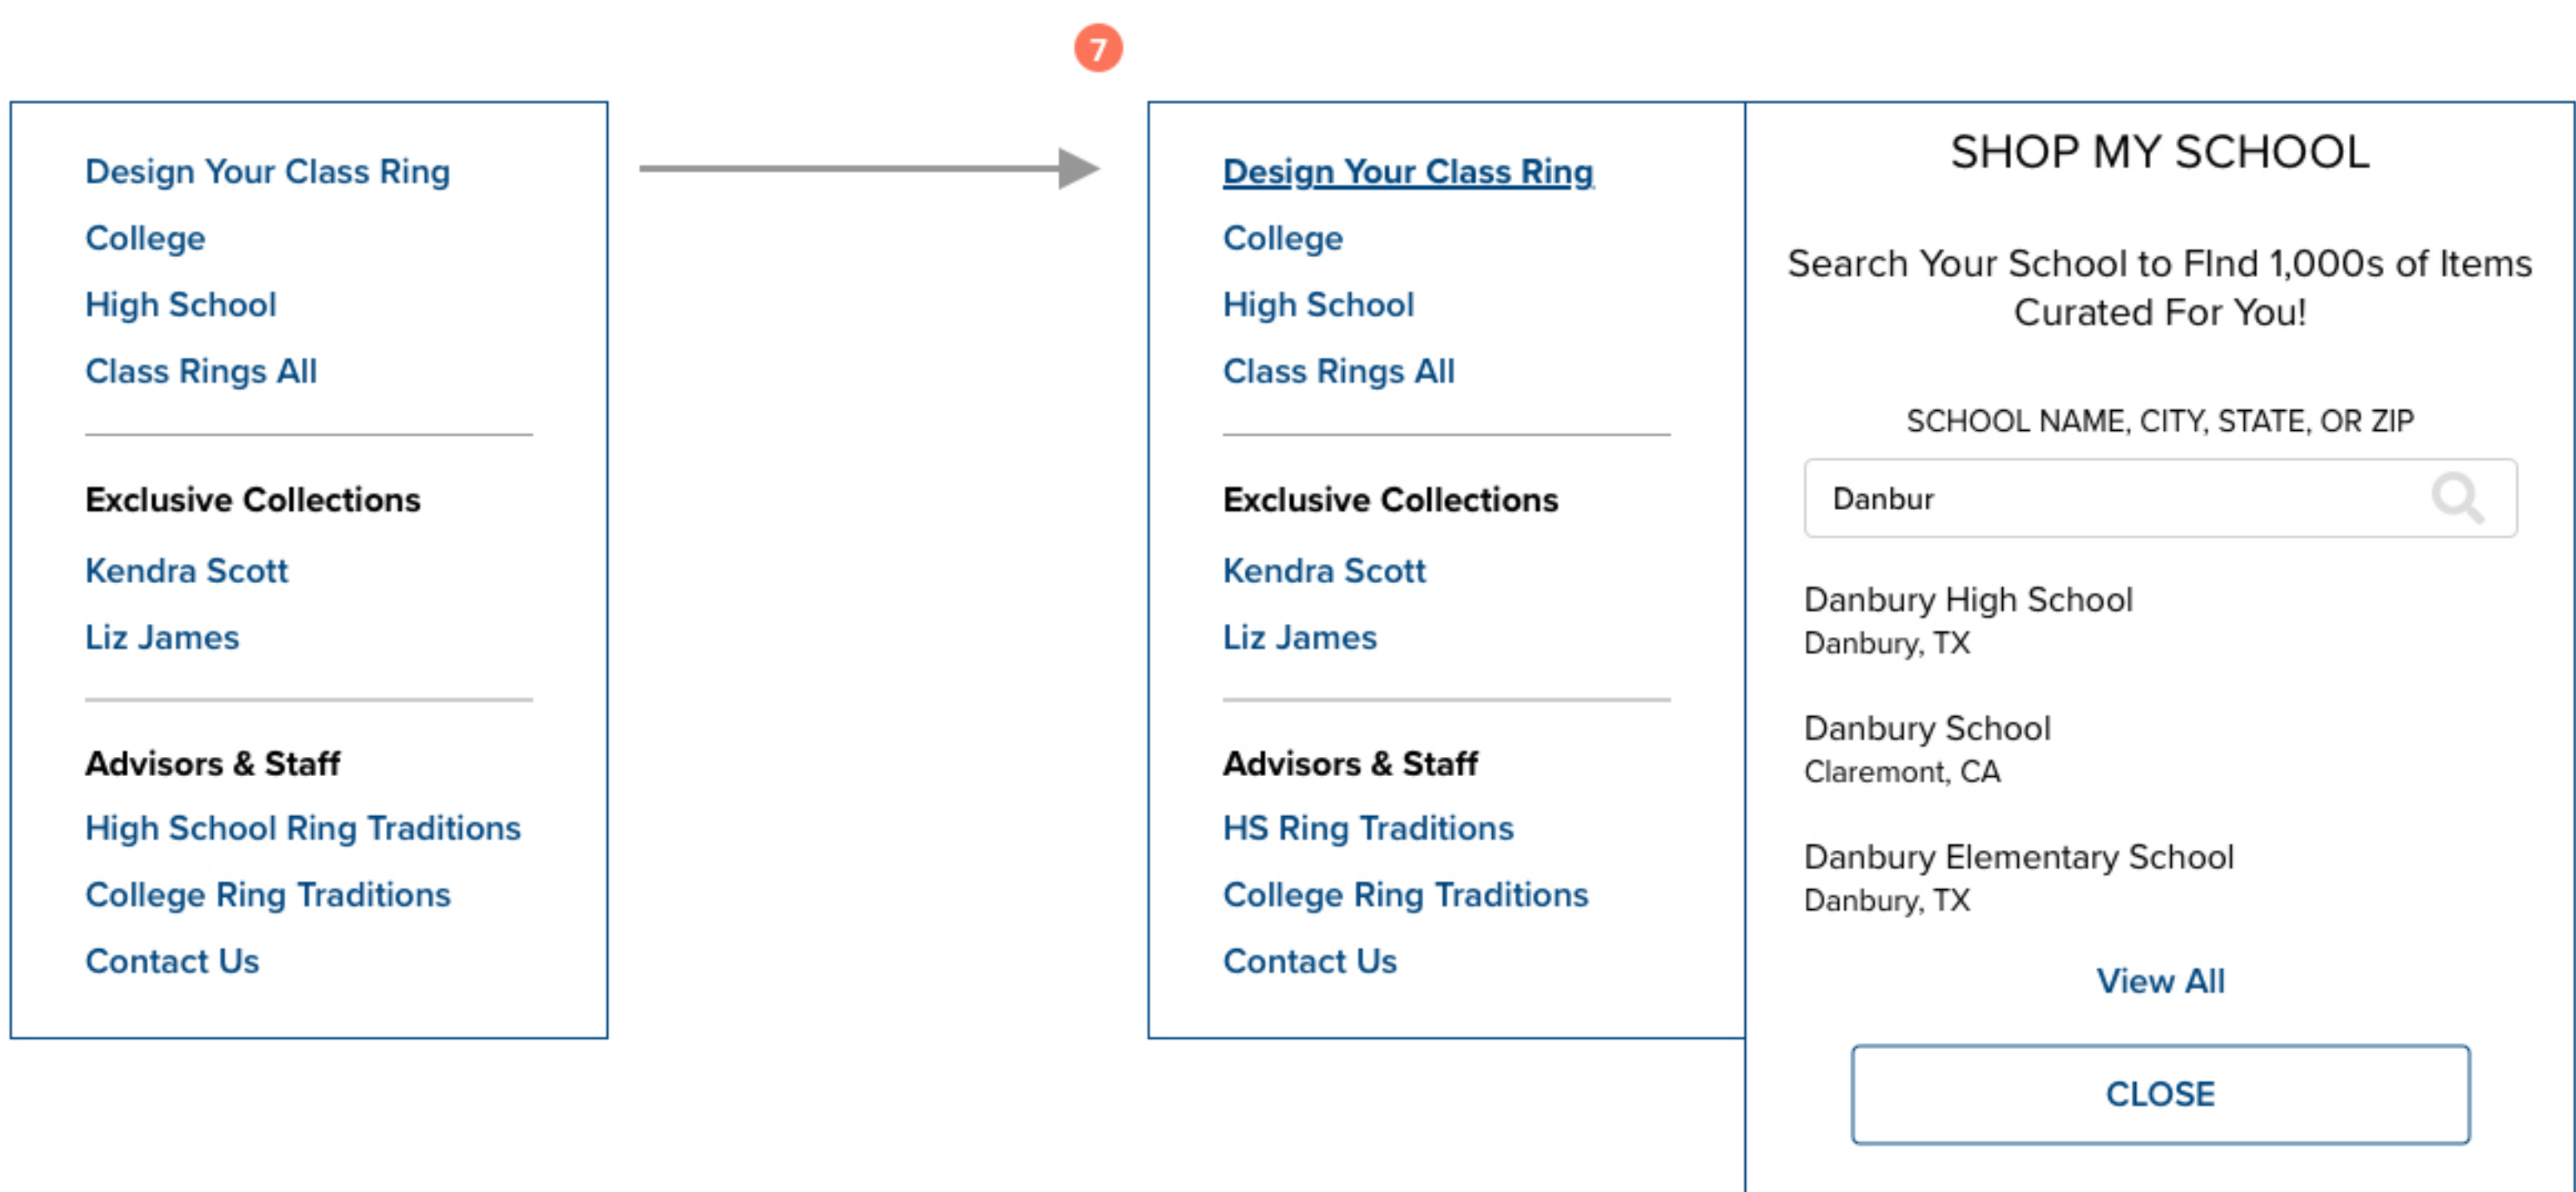 7
Design Your Class Ring
College
High School
Class Rings All
Exclusive Collections
Kendra Scott
Liz James
Advisors & Staff
High School Ring Traditions
College Ring Traditions
Contact Us
Design Your Class Ring
College
High School
Class Rings All
Exclusive Collections
Kendra Scott
Liz James
Advisors & Staff
HS Ring Traditions
College Ring Traditions
Contact Us
SHOP MY SCHOOL
Search Your School to FInd 1,000s of Items
Curated For You!
SCHOOL NAME, CITY, STATE, OR ZIP
Danbur
Danbury High School
Danbury, TX
Danbury School
Claremont, CA
Danbury Elementary School
Danbury, TX
View All
CLOSE